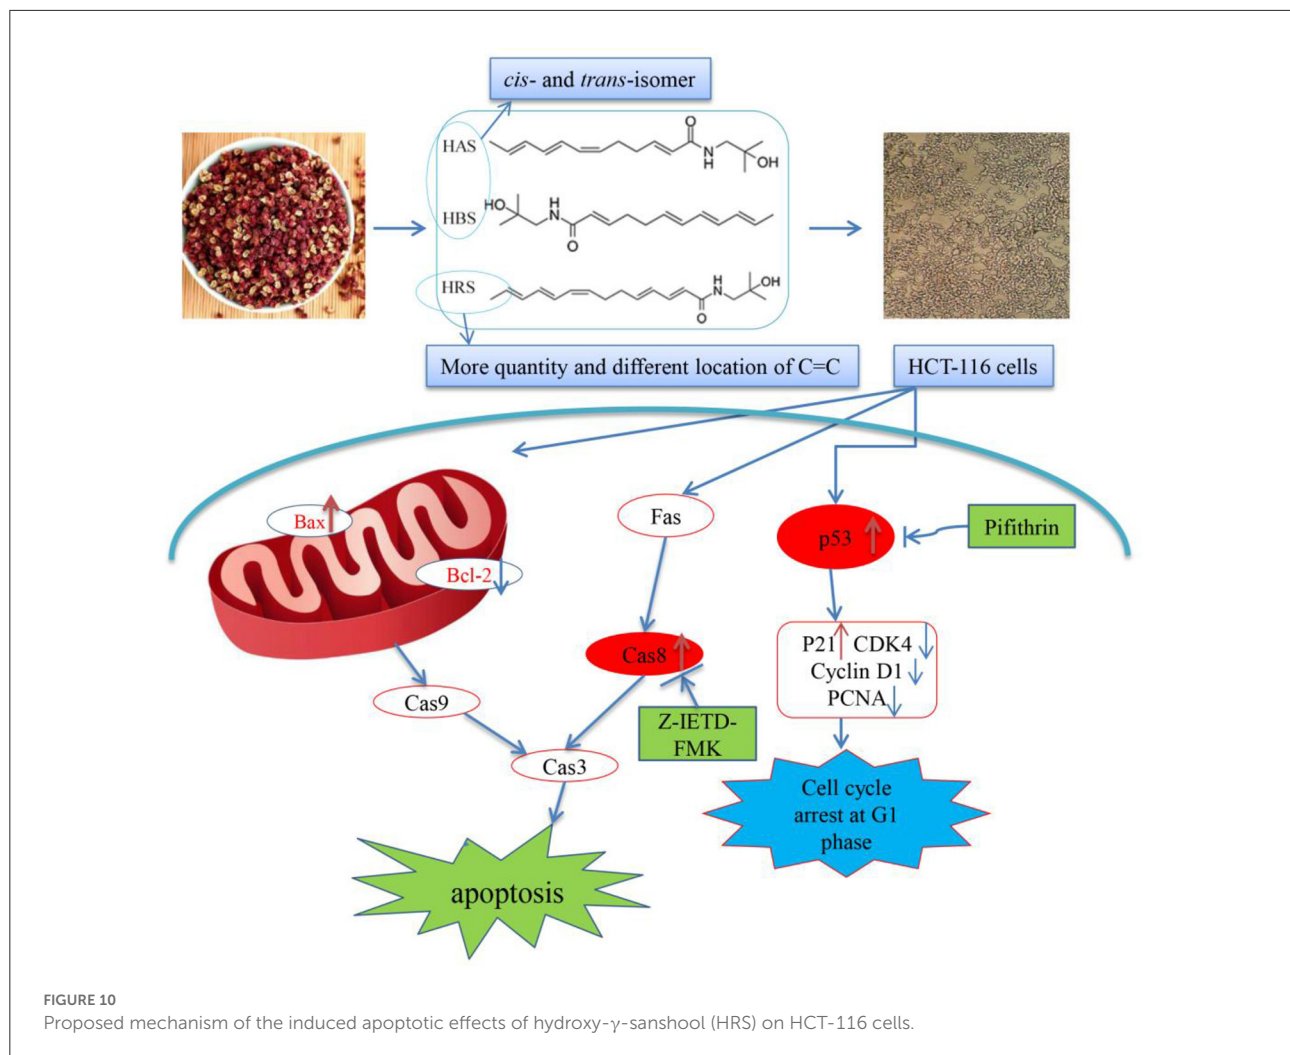 cis- and trans-isomer
HAS
O
N
H
OH
HBS
HO
H
N
O
HRS
H
N
OH
O
More quantity and different location of C=C
HCT-116 cells
Bax
Bcl-2
Fas
p53
Pifithrin
Cas8
P21 CDK4
Cyclin D1
PCNA
Cas9
Z-IETD-
FMK
Cas3
Cell cycle
arrest at G1
phase
apoptosis
FIGURE 10
Proposed mechanism of the induced apoptotic effects of hydroxy-γ-sanshool (HRS) on HCT-116 cells.